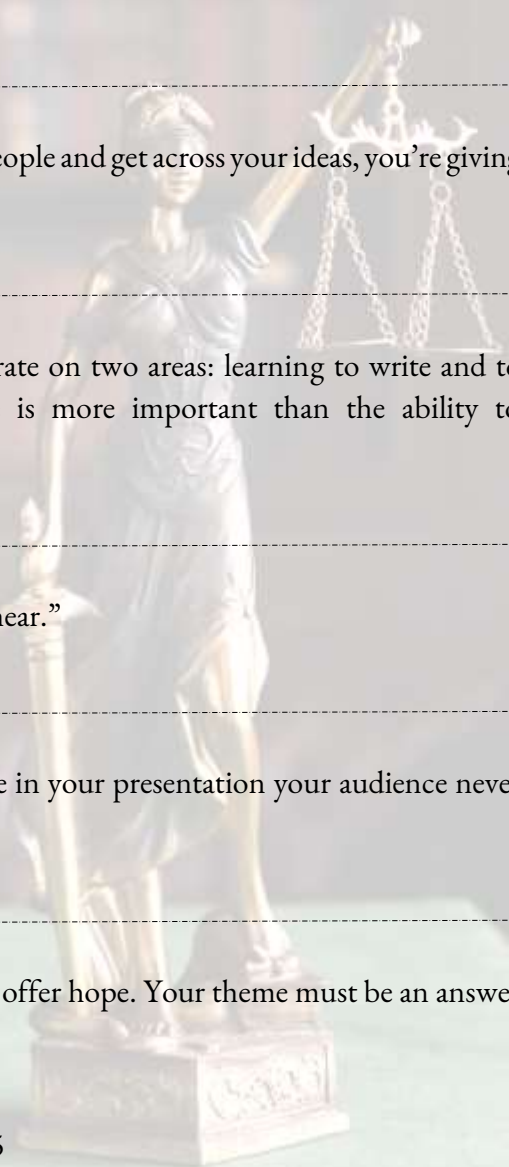 eople and get across your ideas, you’re giving
rate on two areas: learning to write and to
is more important than the ability to
hear.”
e in your presentation your audience neve
offer hope. Your theme must be an answe